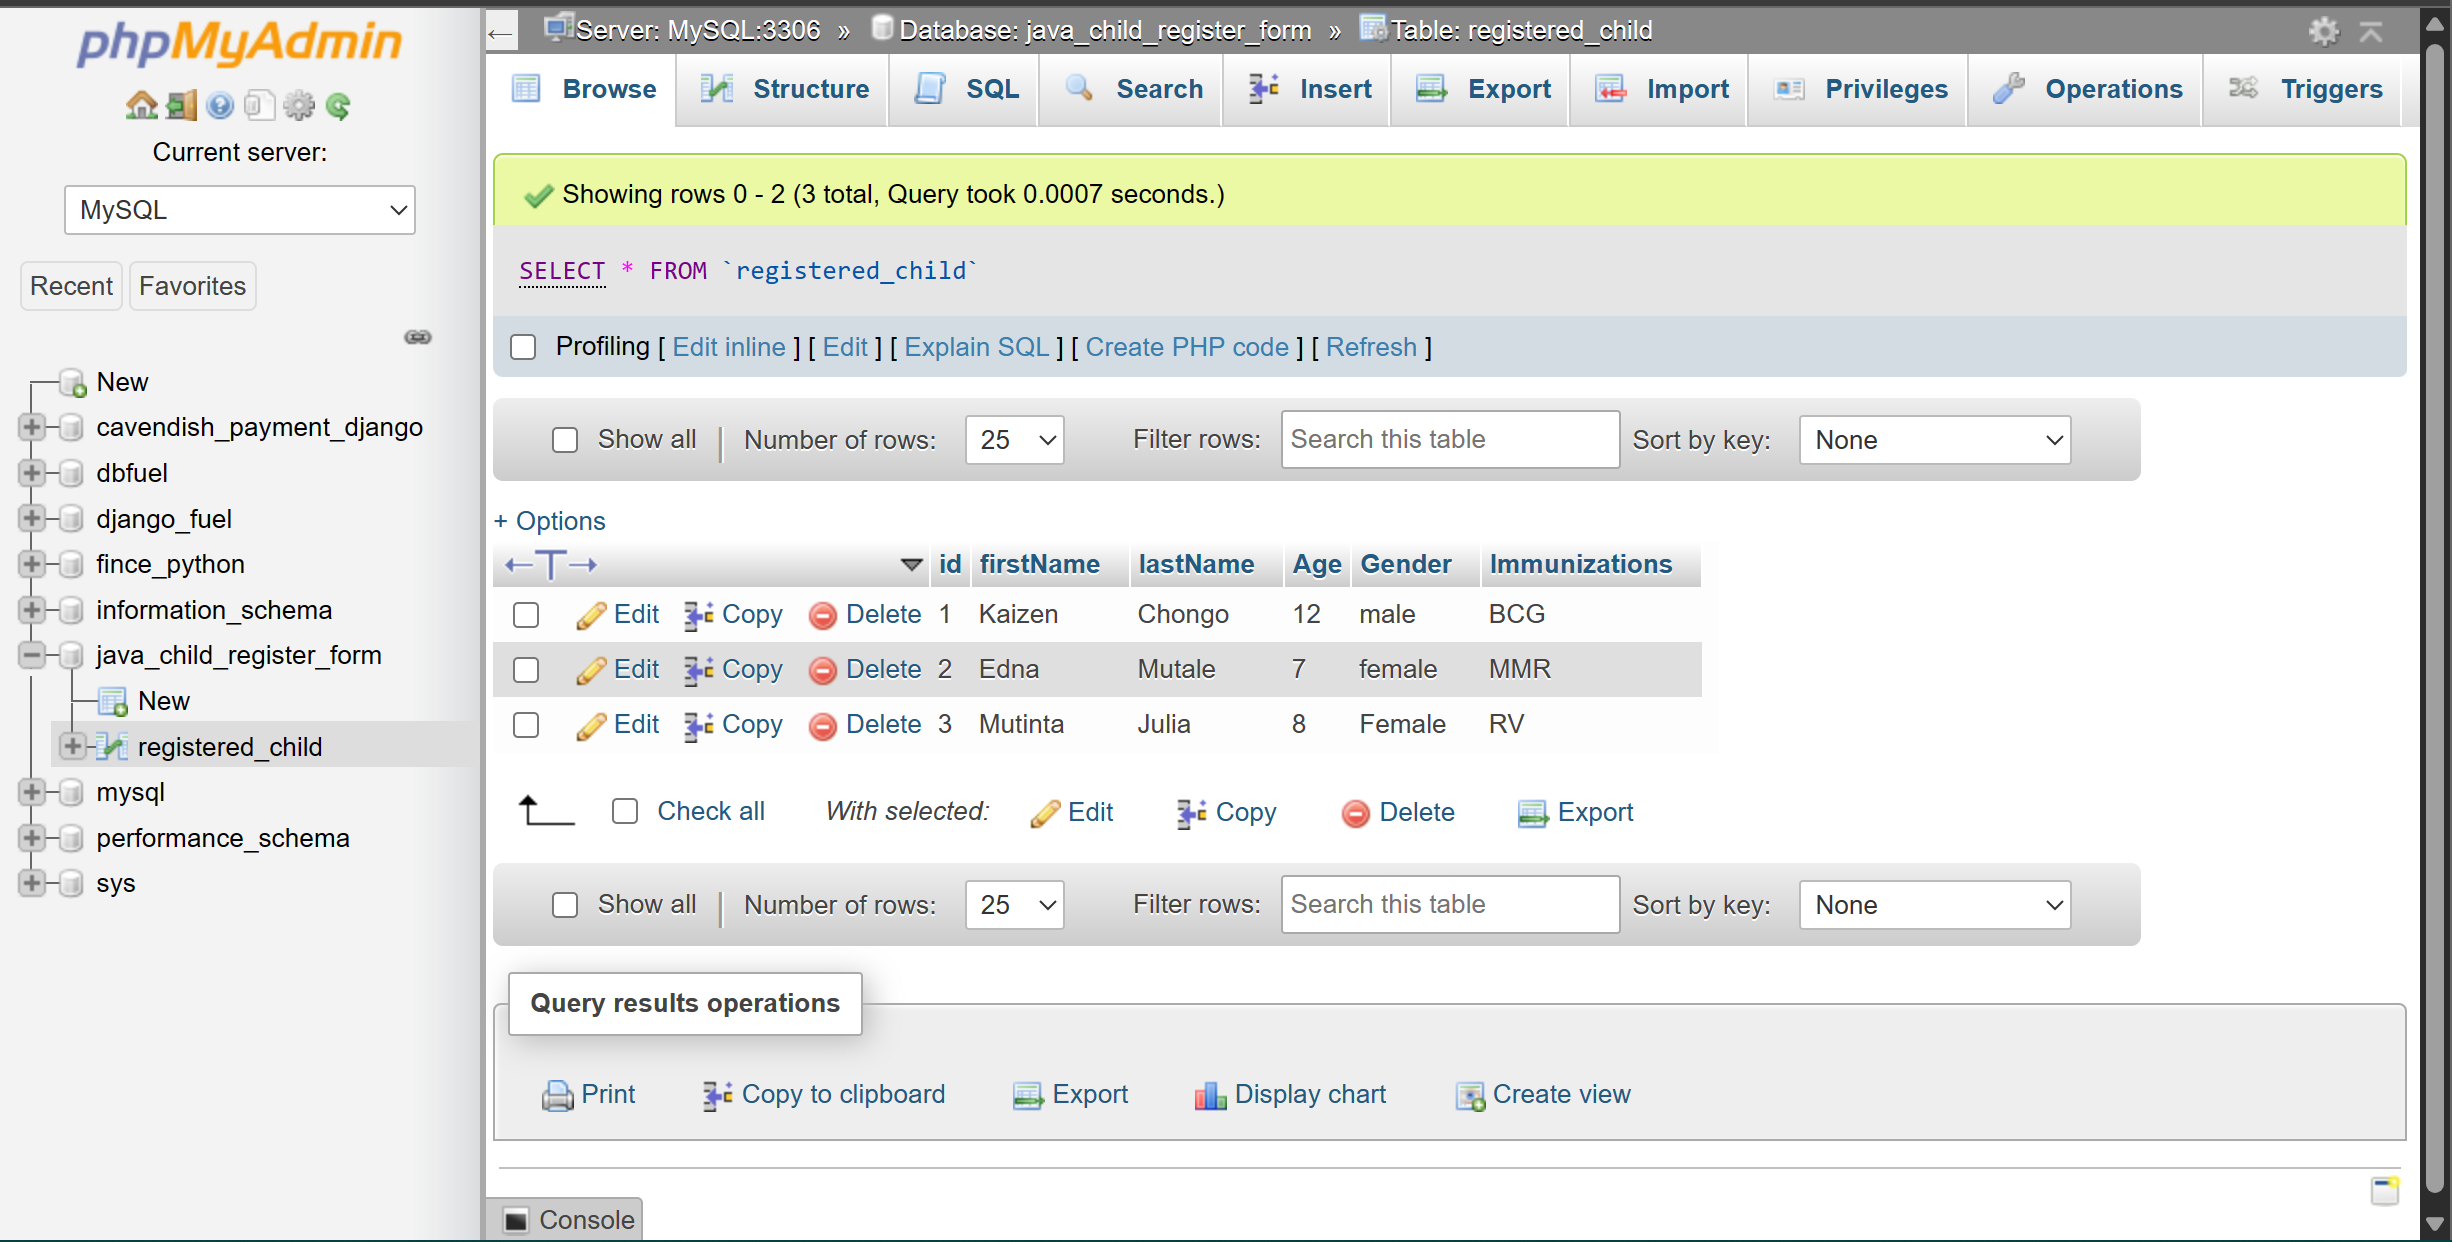 phpMyAdmin
Current server:
MySQL
Recent Favorites
New
cavendish_payment_django
dbfuel
django_fuel
fince_python
information_schema
java_child_register_form
New
registered_child
mysql
performance_schema
sys
← Server: MySQL:3306 » Database: java_child_register_form » Table: registered_child
Browse Structure SQL Search Insert Export Import Privileges Operations Triggers
Showing rows 0 - 2 (3 total, Query took 0.0007 seconds.)
SELECT * FROM `registered_child`
Profiling [ Edit inline ] [ Edit ] [ Explain SQL ] [ Create PHP code ] [ Refresh ]
Show all | Number of rows: 25 Filter rows: Search this table Sort by key: None
+ Options
←T→ id firstName lastName Age Gender Immunizations
Edit Copy Delete 1 Kaizen Chongo 12 male BCG
Edit Copy Delete 2 Edna Mutale 7 female MMR
Edit Copy Delete 3 Mutinta Julia 8 Female RV
Check all With selected: Edit Copy Delete Export
Show all | Number of rows: 25 Filter rows: Search this table Sort by key: None
Query results operations
Print Copy to clipboard Export Display chart Create view
Console